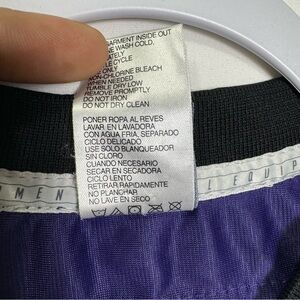 GARMENT INSIDE OUT
WASH COLD,
CYCLE
ONLY
NON-CHLORINE BLEACH
WHEN NEEDED
TUMBLE DRY LOW
REMOVE PROMPTLY
DO NOT IRON
DO NOT DRY CLEAN
PONER ROPA AL REVES
LAVAR EN LAVADORA
CON AGUA FRIA, SEPARADO
CICLO DELICADO
USE SOLO BLANQUEADOR
SIN CLORO
CUANDO NECESARIO
SECAR EN SECADORA
CICLO LENTO
RETIRAR RAPIDAMENTE
NO PLANCHAR
NO LAVE EN SECO
MEN
EQUIP